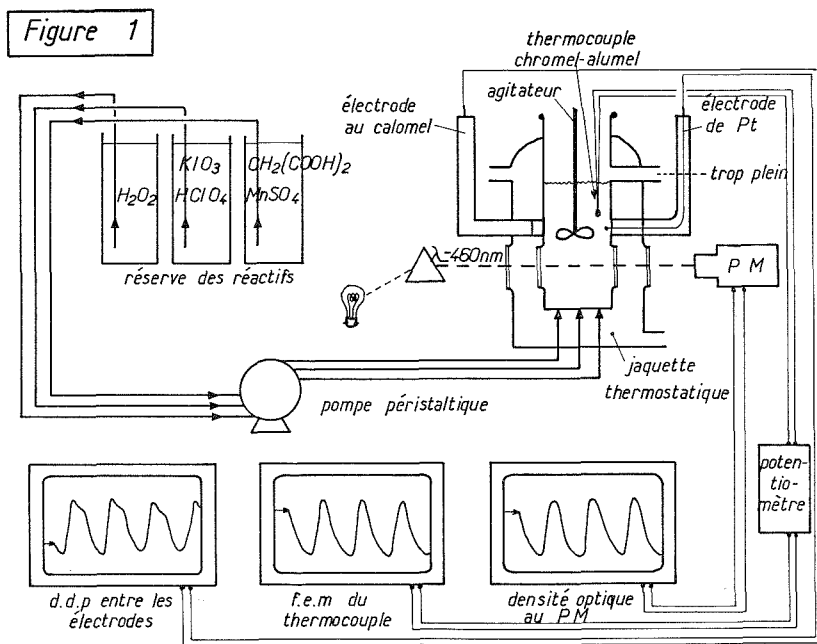 Figure 1
thermocouple
chromel-alumel
agitateur
électrode
au calomel
électrode
de Pt
trop plein
H2O2
KIO3
HClO4
CH2(COOH)2
MnSO4
réserve des réactifs
λ=460nm
PM
jaquette
thermostatique
pompe péristaltique
poten-
tio-
mètre
d.d.p entre les
électrodes
f.e.m du
thermocouple
densité optique
au PM